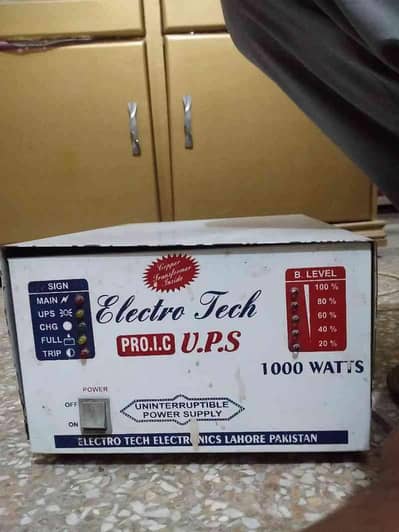 Copper
Transformer
Inside
SIGN
MAIN
UPS
CHG
FULL
TRIP
Electro Tech
PRO.I.C U.P.S
B. LEVEL
100 %
80 %
60 %
40 %
20 %
1000 WATTS
POWER
OFF
ON
UNINTERRUPTIBLE
POWER SUPPLY
ELECTRO TECH ELECTRONICS LAHORE PAKISTAN